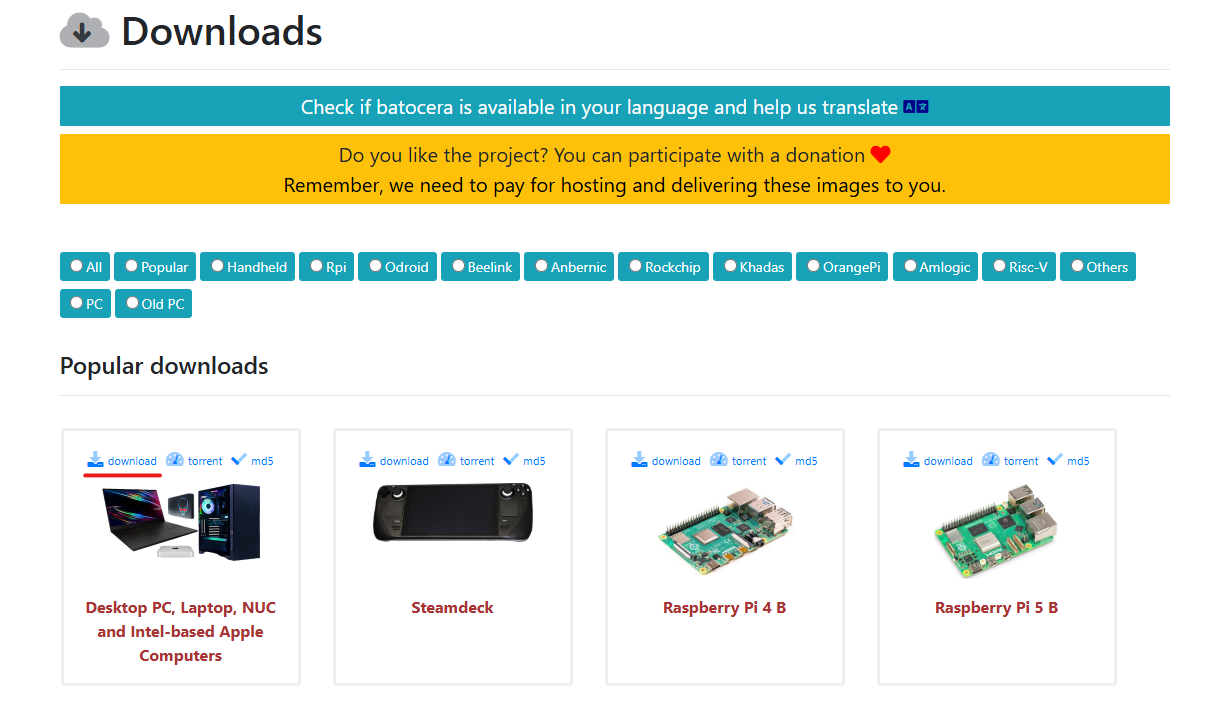 Downloads
Check if batocera is available in your language and help us translate
Do you like the project? You can participate with a donation
Remember, we need to pay for hosting and delivering these images to you.
All Popular Handheld Rpi Odroid Beelink Anbernic Rockchip Khadas OrangePi Amlogic Risc-V Others
PC Old PC
Popular downloads
download torrent md5
Desktop PC, Laptop, NUC
and Intel-based Apple
Computers
download torrent md5
Steamdeck
download torrent md5
Raspberry Pi 4 B
download torrent md5
Raspberry Pi 5 B